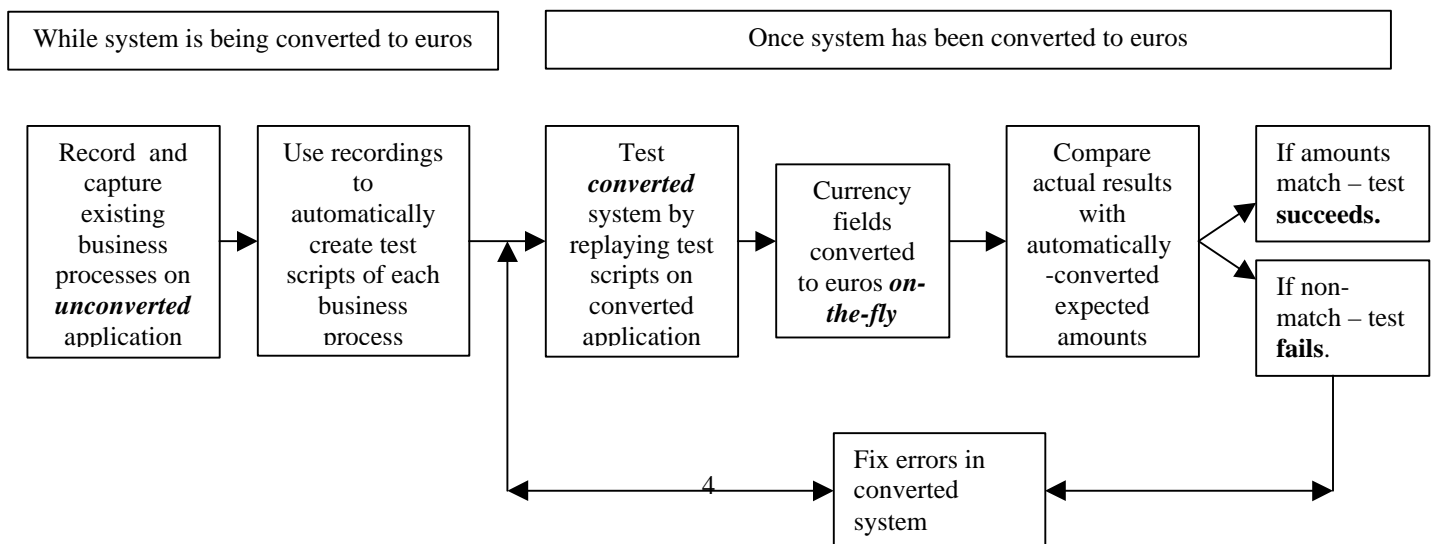 While system is being converted to euros
Once system has been converted to euros
Record and
capture
existing
business
processes on
unconverted
application
Use recordings
to
automatically
create test
scripts of each
business
process
Test
converted
system by
replaying test
scripts on
converted
application
Currency
fields
converted
to euros on-
the-fly
Compare
actual results
with
automatically
-converted
expected
amounts
If amounts
match – test
succeeds.
If non-
match – test
fails.
Fix errors in
converted
system
4